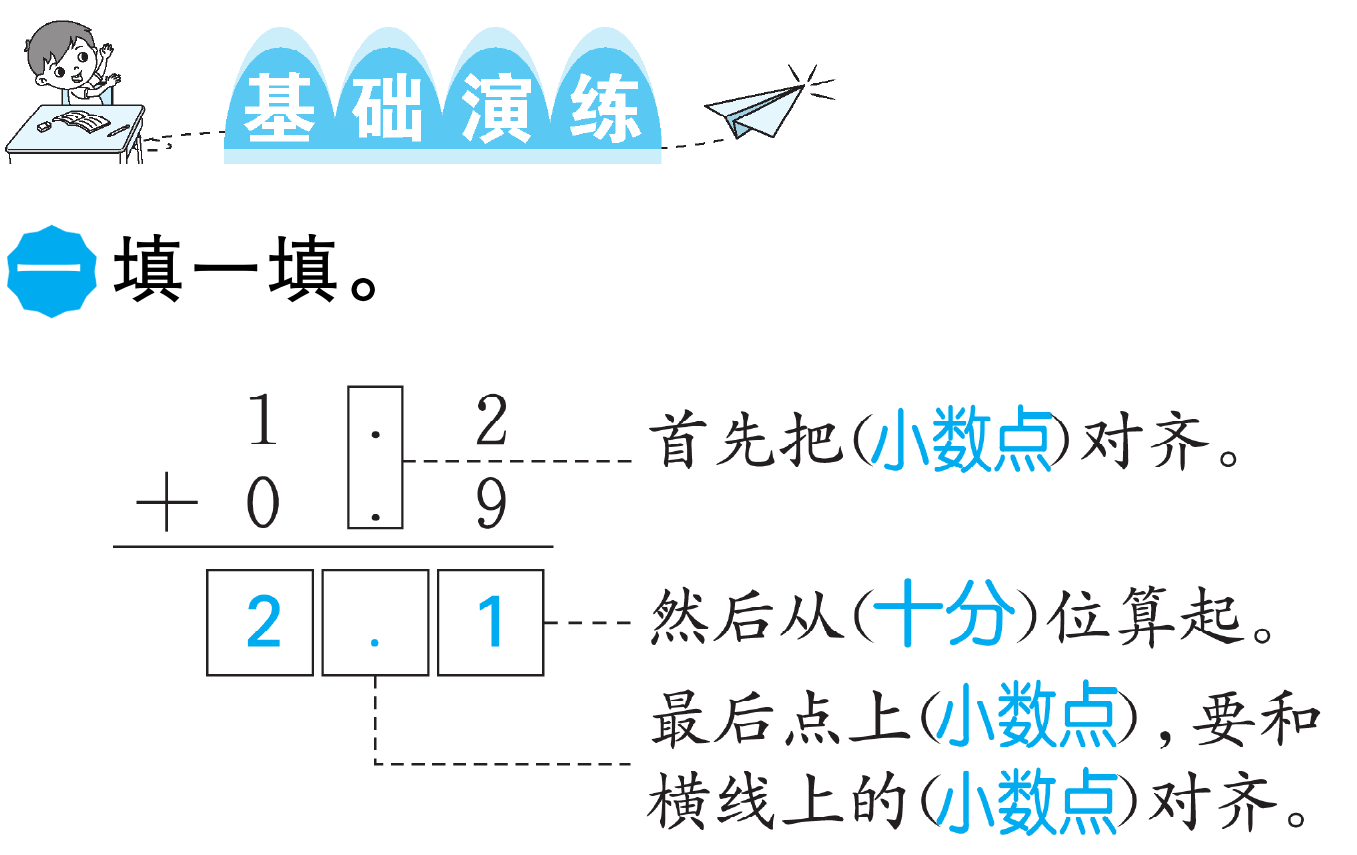 基础演练
一 填一填。
1 . 2
首先把(小数点)对齐。
+ 0 . 9
2 . 1
然后从(十分)位算起。
最后点上(小数点),要和
横线上的(小数点)对齐。